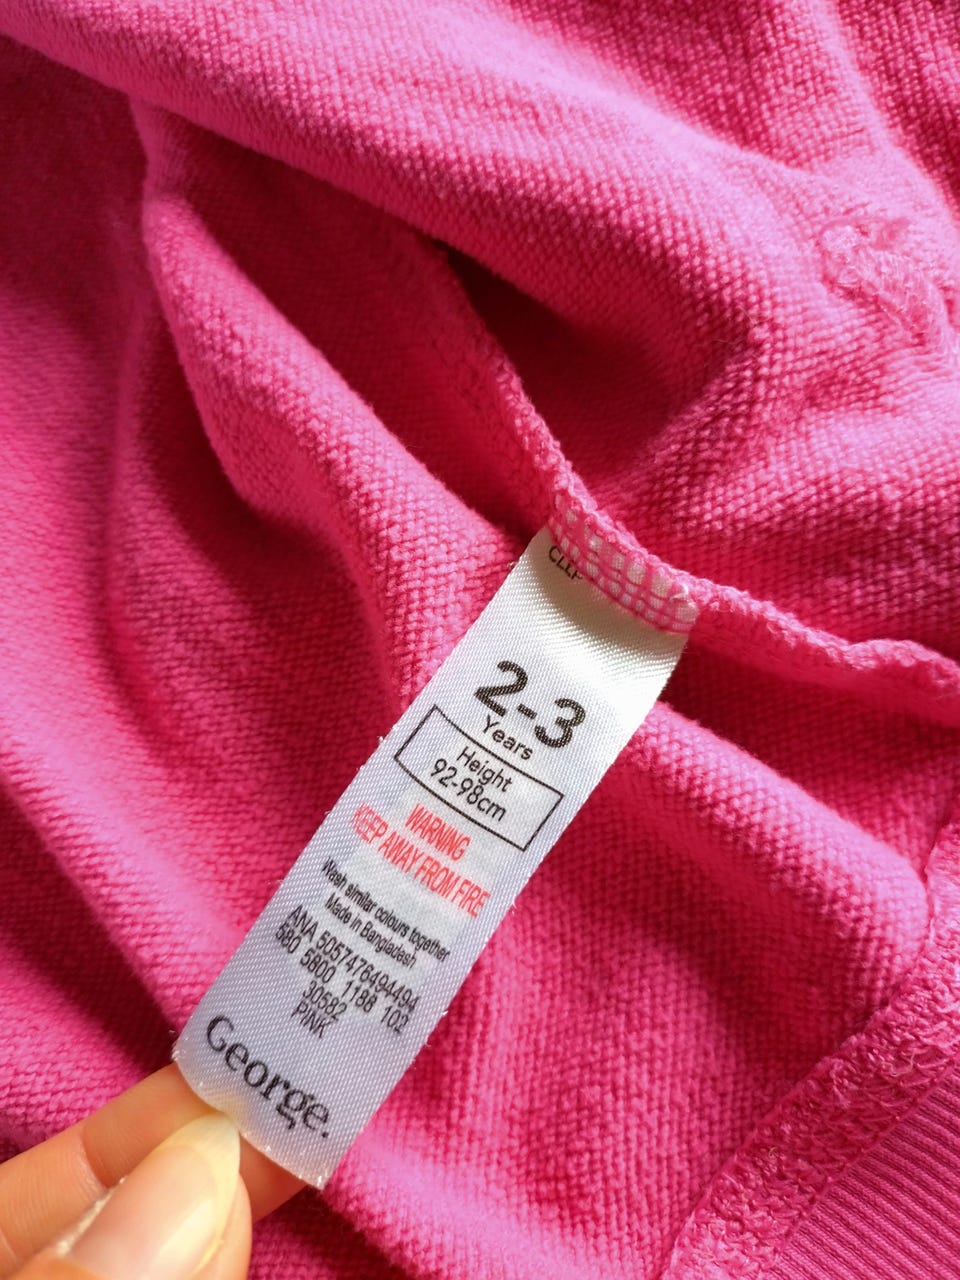 2-3
Years
Height
92-98cm
WARNING
KEEP AWAY FROM FIRE
Wash similar colours together
Made in Bangladesh
ANA 5057476494494
580 5800 1188 102
30582
PINK
George.